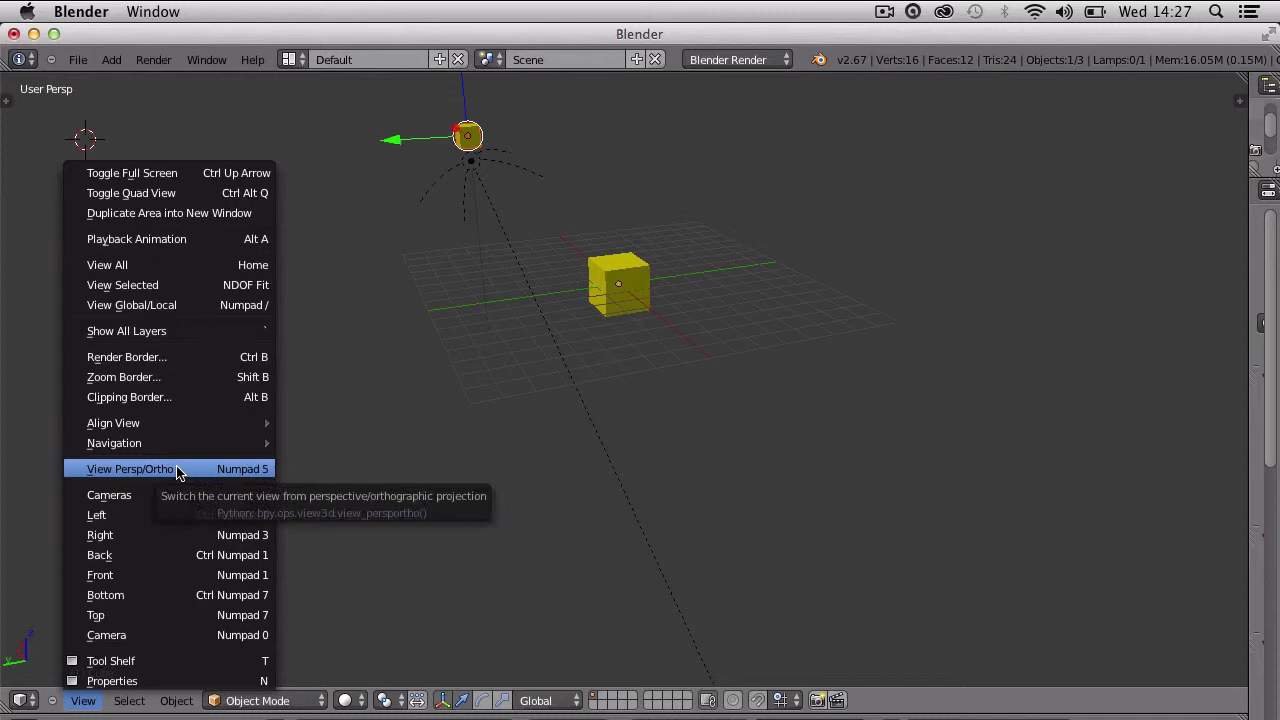 Blender Window Wed 14:27
Blender
File Add Render Window Help Default Scene Blender Render v2.67 | Verts:16 | Faces:12 | Tris:24 | Objects:1/3 | Lamps:0/1 | Mem:16.05M (0.15M) |
User Persp
Toggle Full Screen Ctrl Up Arrow
Toggle Quad View Ctrl Alt Q
Duplicate Area into New Window
Playback Animation Alt A
View All Home
View Selected NDOF Fit
View Global/Local Numpad /
Show All Layers `
Render Border... Ctrl B
Zoom Border... Shift B
Clipping Border... Alt B
Align View
Navigation
View Persp/Ortho Numpad 5
Cameras
Switch the current view from perspective/orthographic projection
Python: bpy.ops.view3d.view_persportho()
Left
Right Numpad 3
Back Ctrl Numpad 1
Front Numpad 1
Bottom Ctrl Numpad 7
Top Numpad 7
Camera Numpad 0
Tool Shelf T
Properties N
z
y
View Select Object Object Mode Global